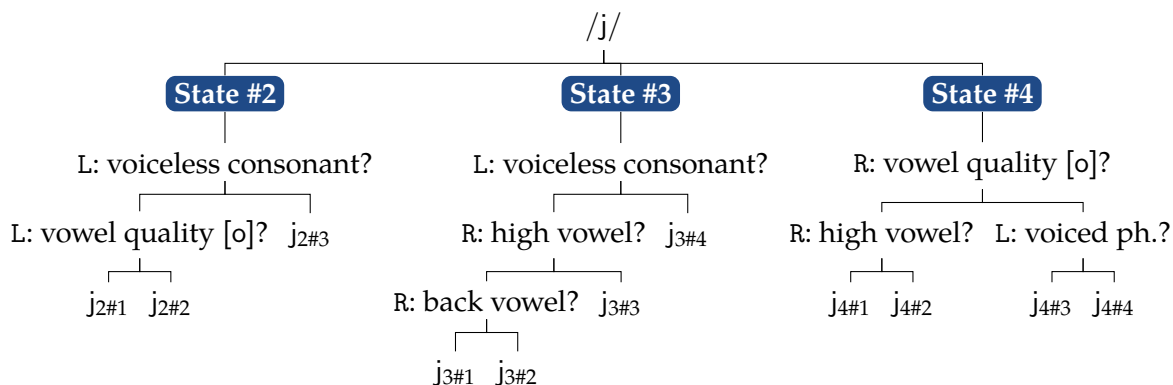 /j/
State #2 State #3 State #4
L: voiceless consonant? L: voiceless consonant? R: vowel quality [o]?
L: vowel quality [o]? j2#3 R: high vowel? j3#4 R: high vowel? L: voiced ph.?
j2#1 j2#2 R: back vowel? j3#3 j4#1 j4#2 j4#3 j4#4
j3#1 j3#2